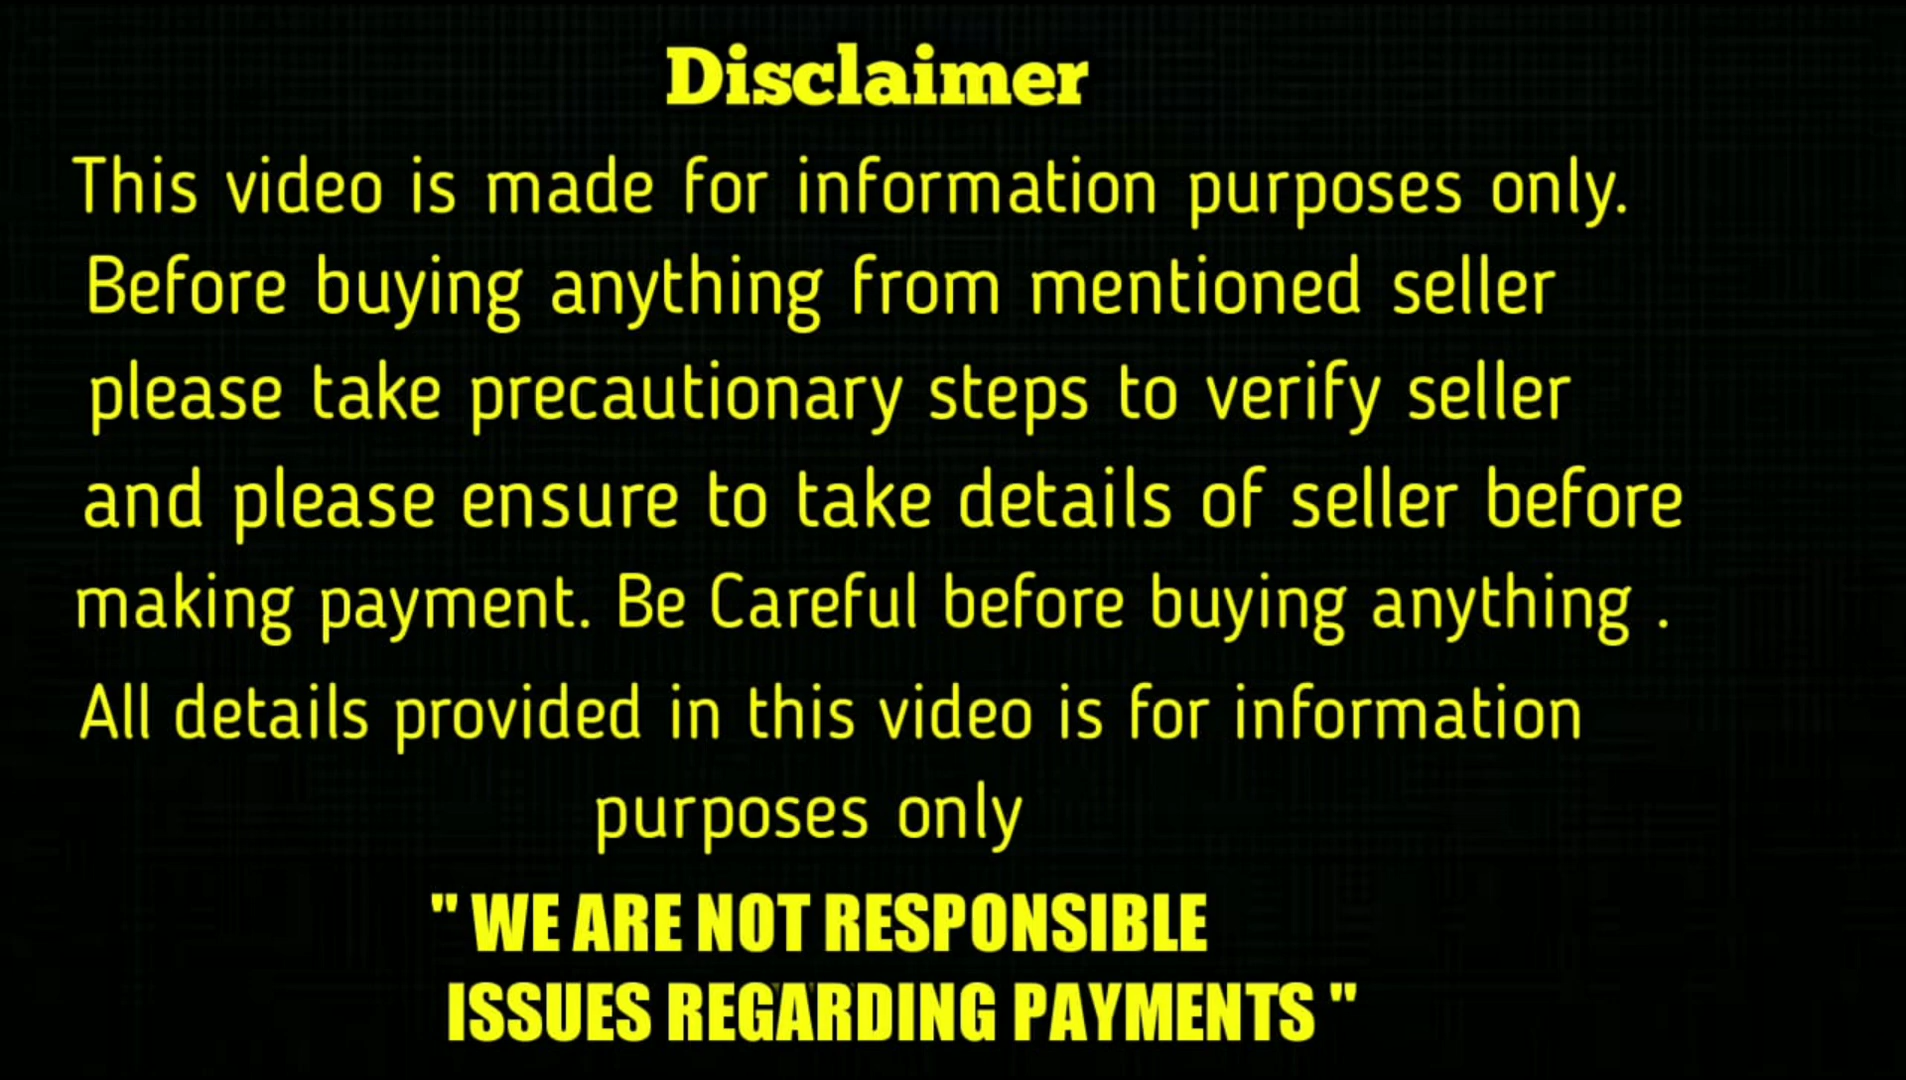 Disclaimer
This video is made for information purposes only.
Before buying anything from mentioned seller
please take precautionary steps to verify seller
and please ensure to take details of seller before
making payment. Be Careful before buying anything .
All details provided in this video is for information
purposes only
" WE ARE NOT RESPONSIBLE
ISSUES REGARDING PAYMENTS "